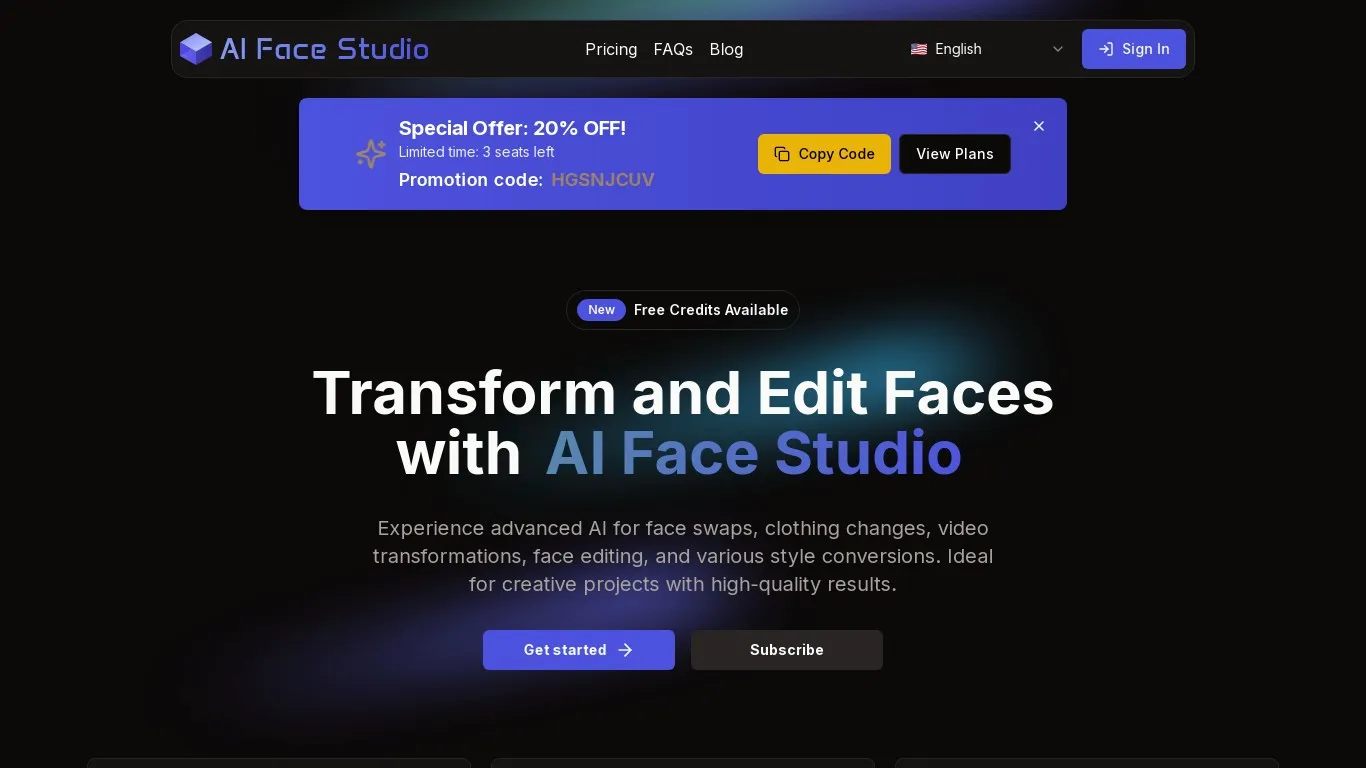 AI Face Studio
Pricing FAQs Blog
English
Sign In
Special Offer: 20% OFF!
Limited time: 3 seats left
Promotion code: HGSNJCUV
Copy Code
View Plans
New Free Credits Available
Transform and Edit Faces
with AI Face Studio
Experience advanced AI for face swaps, clothing changes, video
transformations, face editing, and various style conversions. Ideal
for creative projects with high-quality results.
Get started
Subscribe